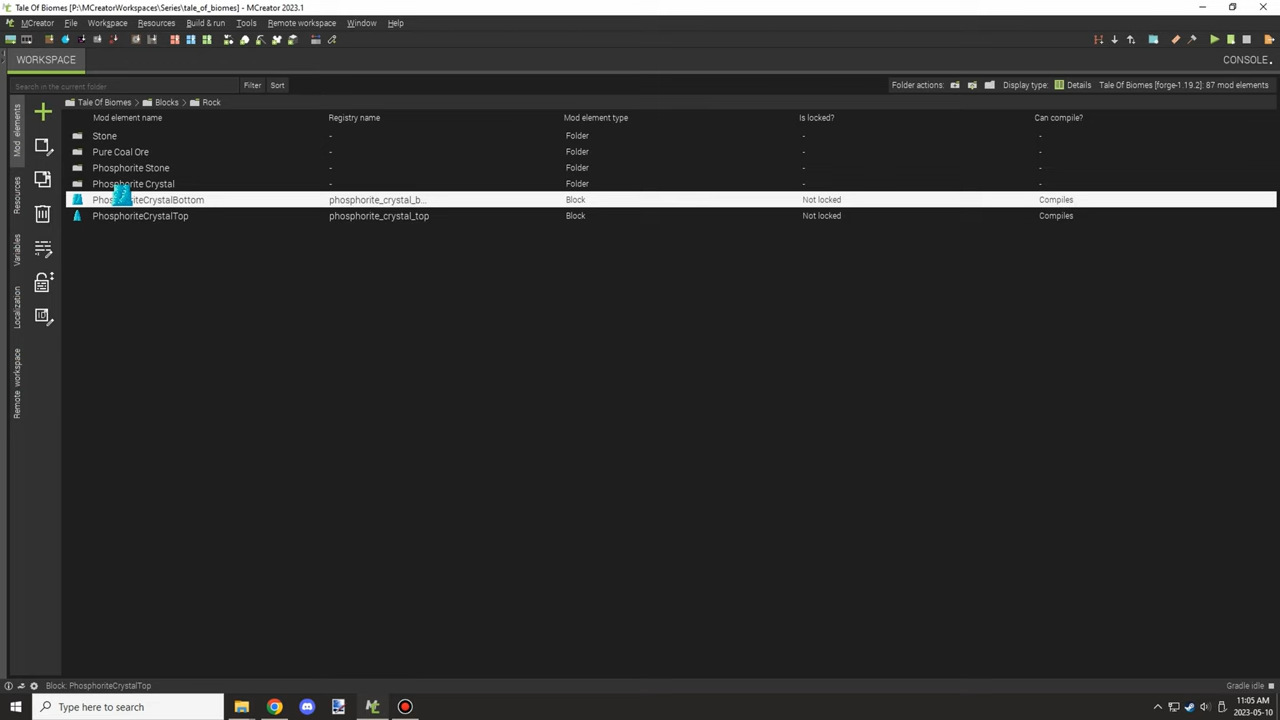 Tale Of Biomes [P:\MCreatorWorkspaces\Series\tale_of_biomes] - MCreator 2023.1
MCreator File Workspace Resources Build & run Tools Remote workspace Window Help
WORKSPACE
CONSOLE
Search in the current folder
Filter Sort
Folder actions: Display type: Details Tale Of Biomes [forge-1.19.2] 87 mod elements
Tale Of Biomes Blocks Rock
Mod element name Registry name Mod element type Is locked? Can compile?
Stone - Folder - -
Pure Coal Ore - Folder - -
Phosphorite Stone - Folder - -
Phosphorite Crystal - Folder - -
PhosphoriteCrystalBottom phosphorite_crystal_b... Block Not locked Compiles
PhosphoriteCrystalTop phosphorite_crystal_top Block Not locked Compiles
Mod elements
Resources
Variables
Localization
Remote workspace
Block: PhosphoriteCrystalTop
Gradle idle
Type here to search
11:05 AM
2023-05-10